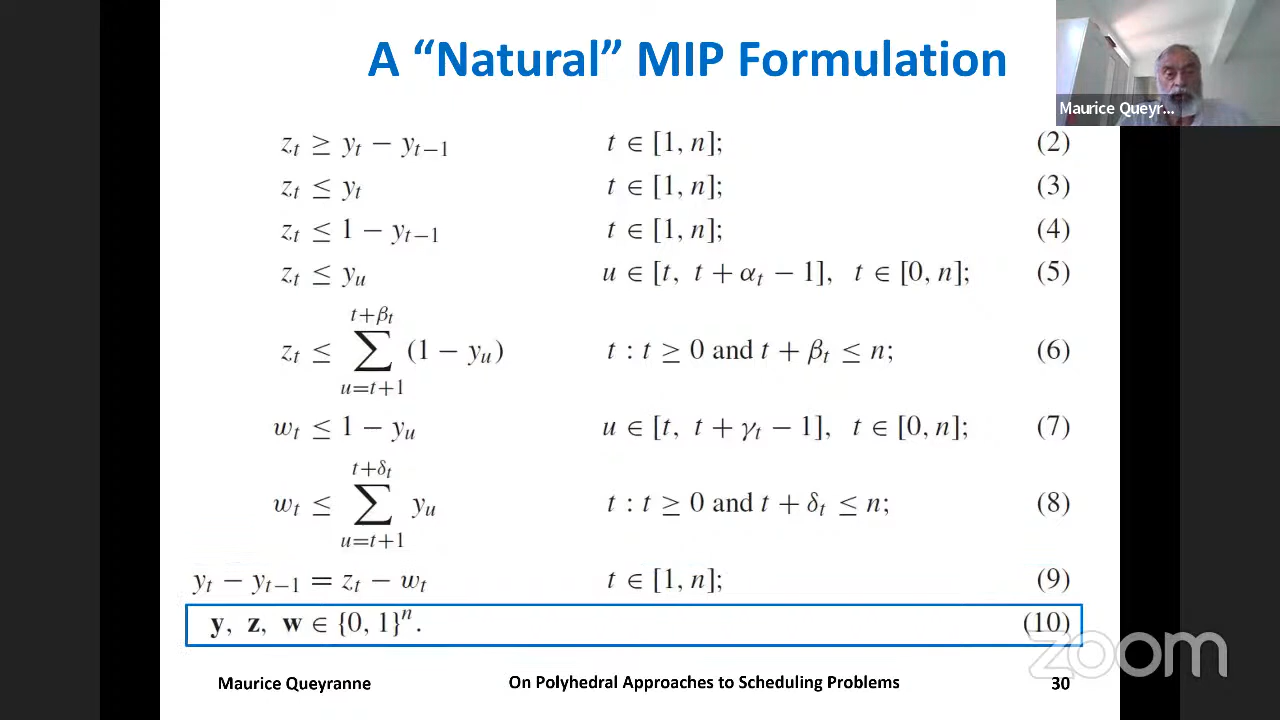 A “Natural” MIP Formulation
Maurice Queyr...
z_t ≥ y_t − y_{t−1} t ∈ [1, n]; (2)
z_t ≤ y_t t ∈ [1, n]; (3)
z_t ≤ 1 − y_{t−1} t ∈ [1, n]; (4)
z_t ≤ y_u u ∈ [t, t + α_t − 1], t ∈ [0, n]; (5)
z_t ≤ ∑_{u=t+1}^{t+β_t} (1 − y_u) t : t ≥ 0 and t + β_t ≤ n; (6)
w_t ≤ 1 − y_u u ∈ [t, t + γ_t − 1], t ∈ [0, n]; (7)
w_t ≤ ∑_{u=t+1}^{t+δ_t} y_u t : t ≥ 0 and t + δ_t ≤ n; (8)
y_t − y_{t−1} = z_t − w_t t ∈ [1, n]; (9)
y, z, w ∈ {0, 1}^n. (10)
zoom
Maurice Queyranne On Polyhedral Approaches to Scheduling Problems 30